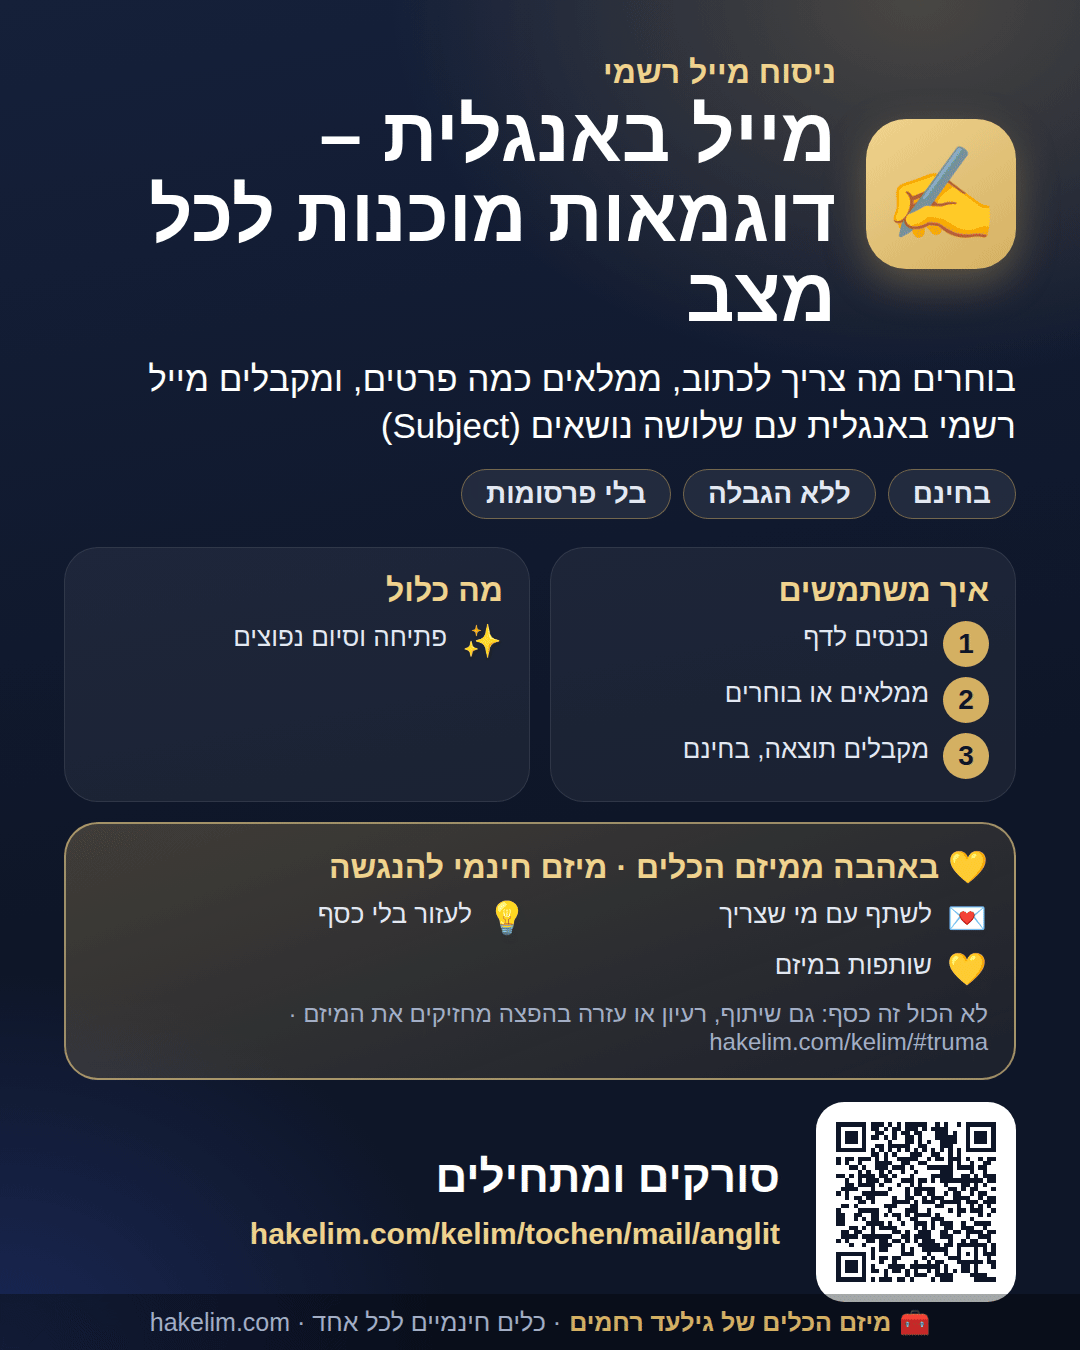 ניסוח מייל רשמי
מייל באנגלית –
דוגמאות מוכנות לכל
מצב
בוחרים מה צריך לכתוב, ממלאים כמה פרטים, ומקבלים מייל
רשמי באנגלית עם שלושה נושאים (Subject)
בחינם
ללא הגבלה
בלי פרסומות
איך משתמשים
1 נכנסים לדף
2 ממלאים או בוחרים
3 מקבלים תוצאה, בחינם
מה כלול
✨ פתיחה וסיום נפוצים
💛 באהבה ממיזם הכלים · מיזם חינמי להנגשה
💌 לשתף עם מי שצריך
💡 לעזור בלי כסף
💛 שותפות במיזם
לא הכול זה כסף: גם שיתוף, רעיון או עזרה בהפצה מחזיקים את המיזם ·
hakelim.com/kelim/#truma
סורקים ומתחילים
hakelim.com/kelim/tochen/mail/anglit
🧰 מיזם הכלים של גילעד רחמים · כלים חינמיים לכל אחד · hakelim.com